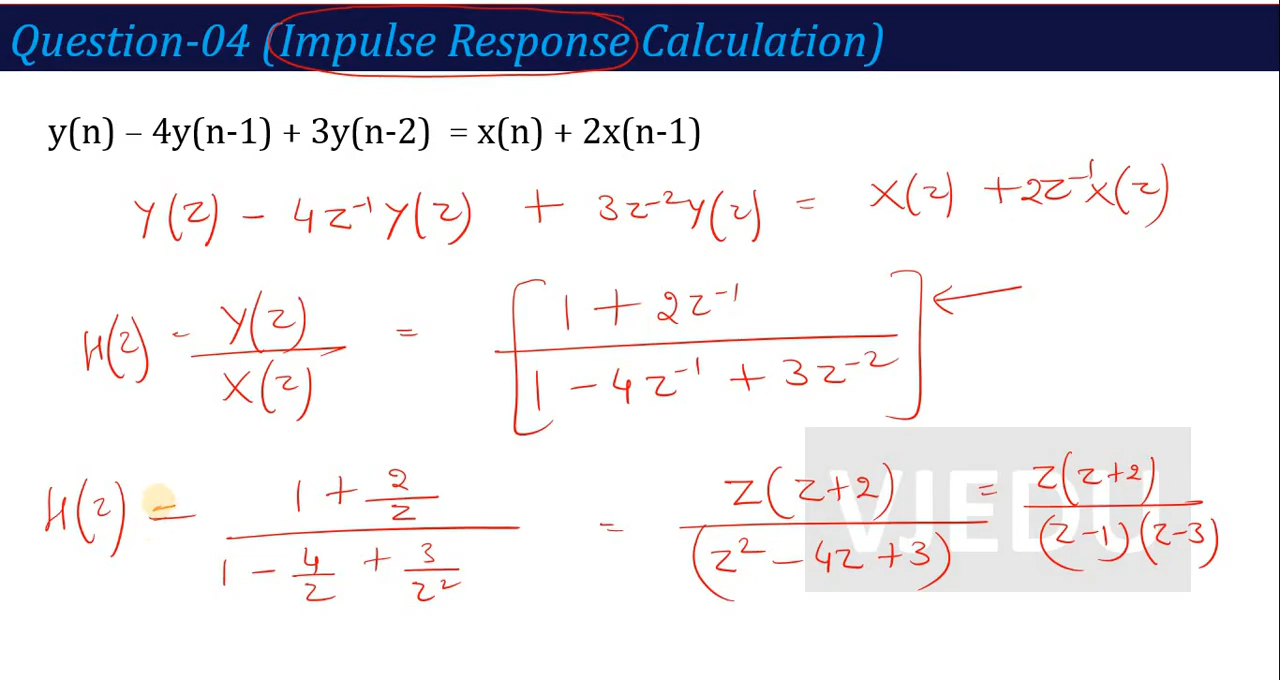 Question-04 (Impulse Response Calculation)
y(n) – 4y(n-1) + 3y(n-2) = x(n) + 2x(n-1)
Y(z) - 4z⁻¹Y(z) + 3z⁻²Y(z) = X(z) + 2z⁻¹X(z)
H(z) = Y(z)/X(z) = [(1 + 2z⁻¹)/(1 - 4z⁻¹ + 3z⁻²)] ←
H(z) = (1 + 2/z)/(1 - 4/z + 3/z²) = z(z+2)/(z² - 4z + 3) = z(z+2)/(z-1)(z-3)
VJEDU